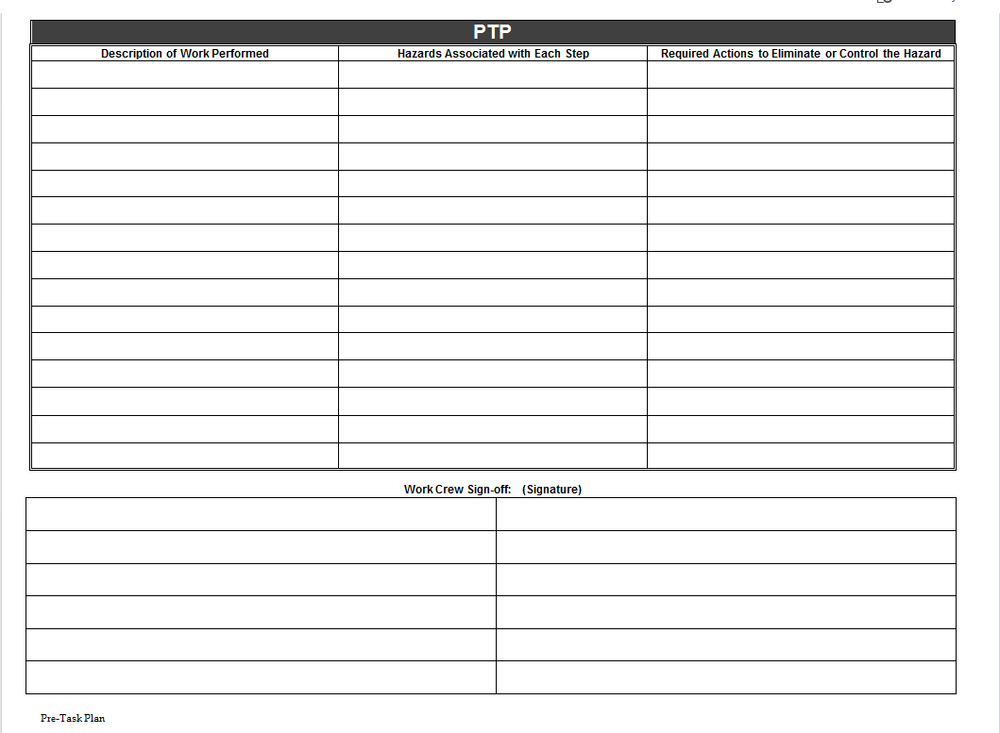 PTP
Description of Work Performed Hazards Associated with Each Step Required Actions to Eliminate or Control the Hazard
Work Crew Sign-off: (Signature)
Pre-Task Plan